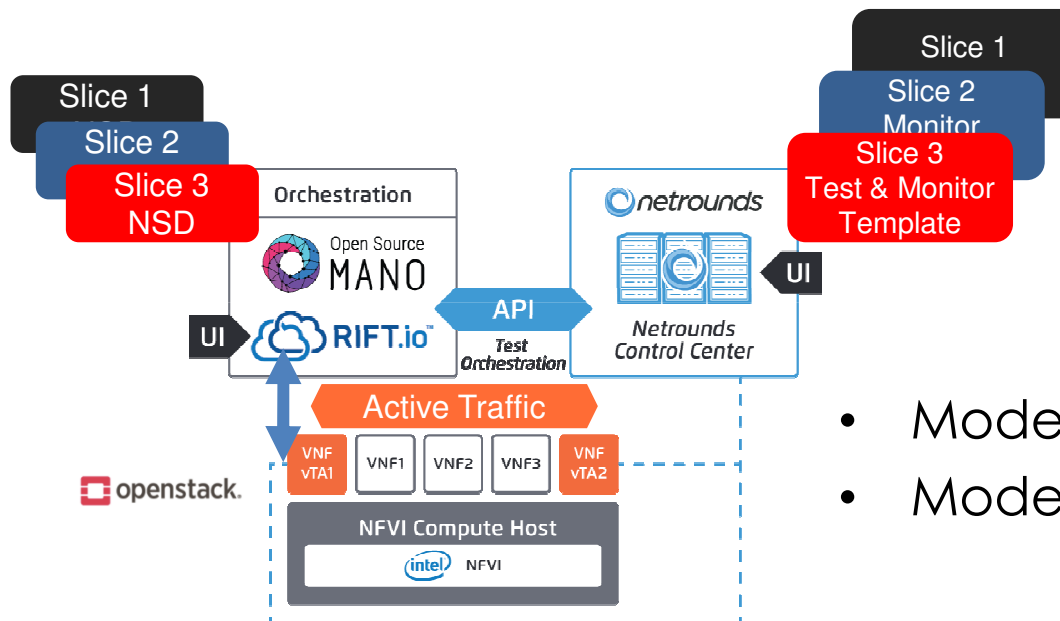 Slice 1
Slice 2
Slice 3
NSD
Orchestration
Open Source
MANO
UI
RIFT.io™
API
Test
Orchestration
Slice 1
Slice 2
Monitor
Slice 3
Test & Monitor
Template
netrounds
UI
Netrounds
Control Center
Active Traffic
VNF
vTA1
VNF1
VNF2
VNF3
VNF
vTA2
openstack.
NFVI Compute Host
intel NFVI
• Mode
• Mode